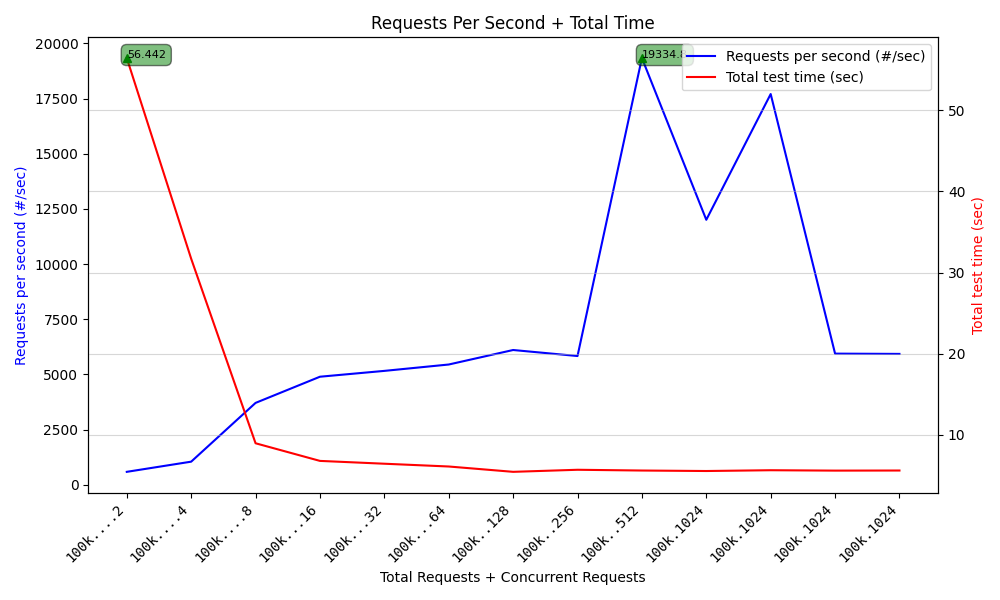 Requests Per Second + Total Time
56.442
19334.8
Requests per second (#/sec)
Total test time (sec)
20000
17500
15000
12500
10000
7500
5000
2500
0
Requests per second (#/sec)
50
40
30
20
10
Total test time (sec)
100k....2
100k....4
100k....8
100k...16
100k...32
100k...64
100k..128
100k..256
100k..512
100k.1024
100k.1024
100k.1024
100k.1024
Total Requests + Concurrent Requests